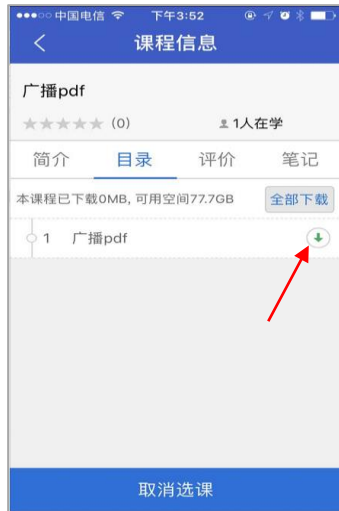 中国电信 下午3:52
课程信息
广播pdf
(0) 1人在学
简介 目录 评价 笔记
本课程已下载0MB, 可用空间77.7GB 全部下载
1 广播pdf
取消选课